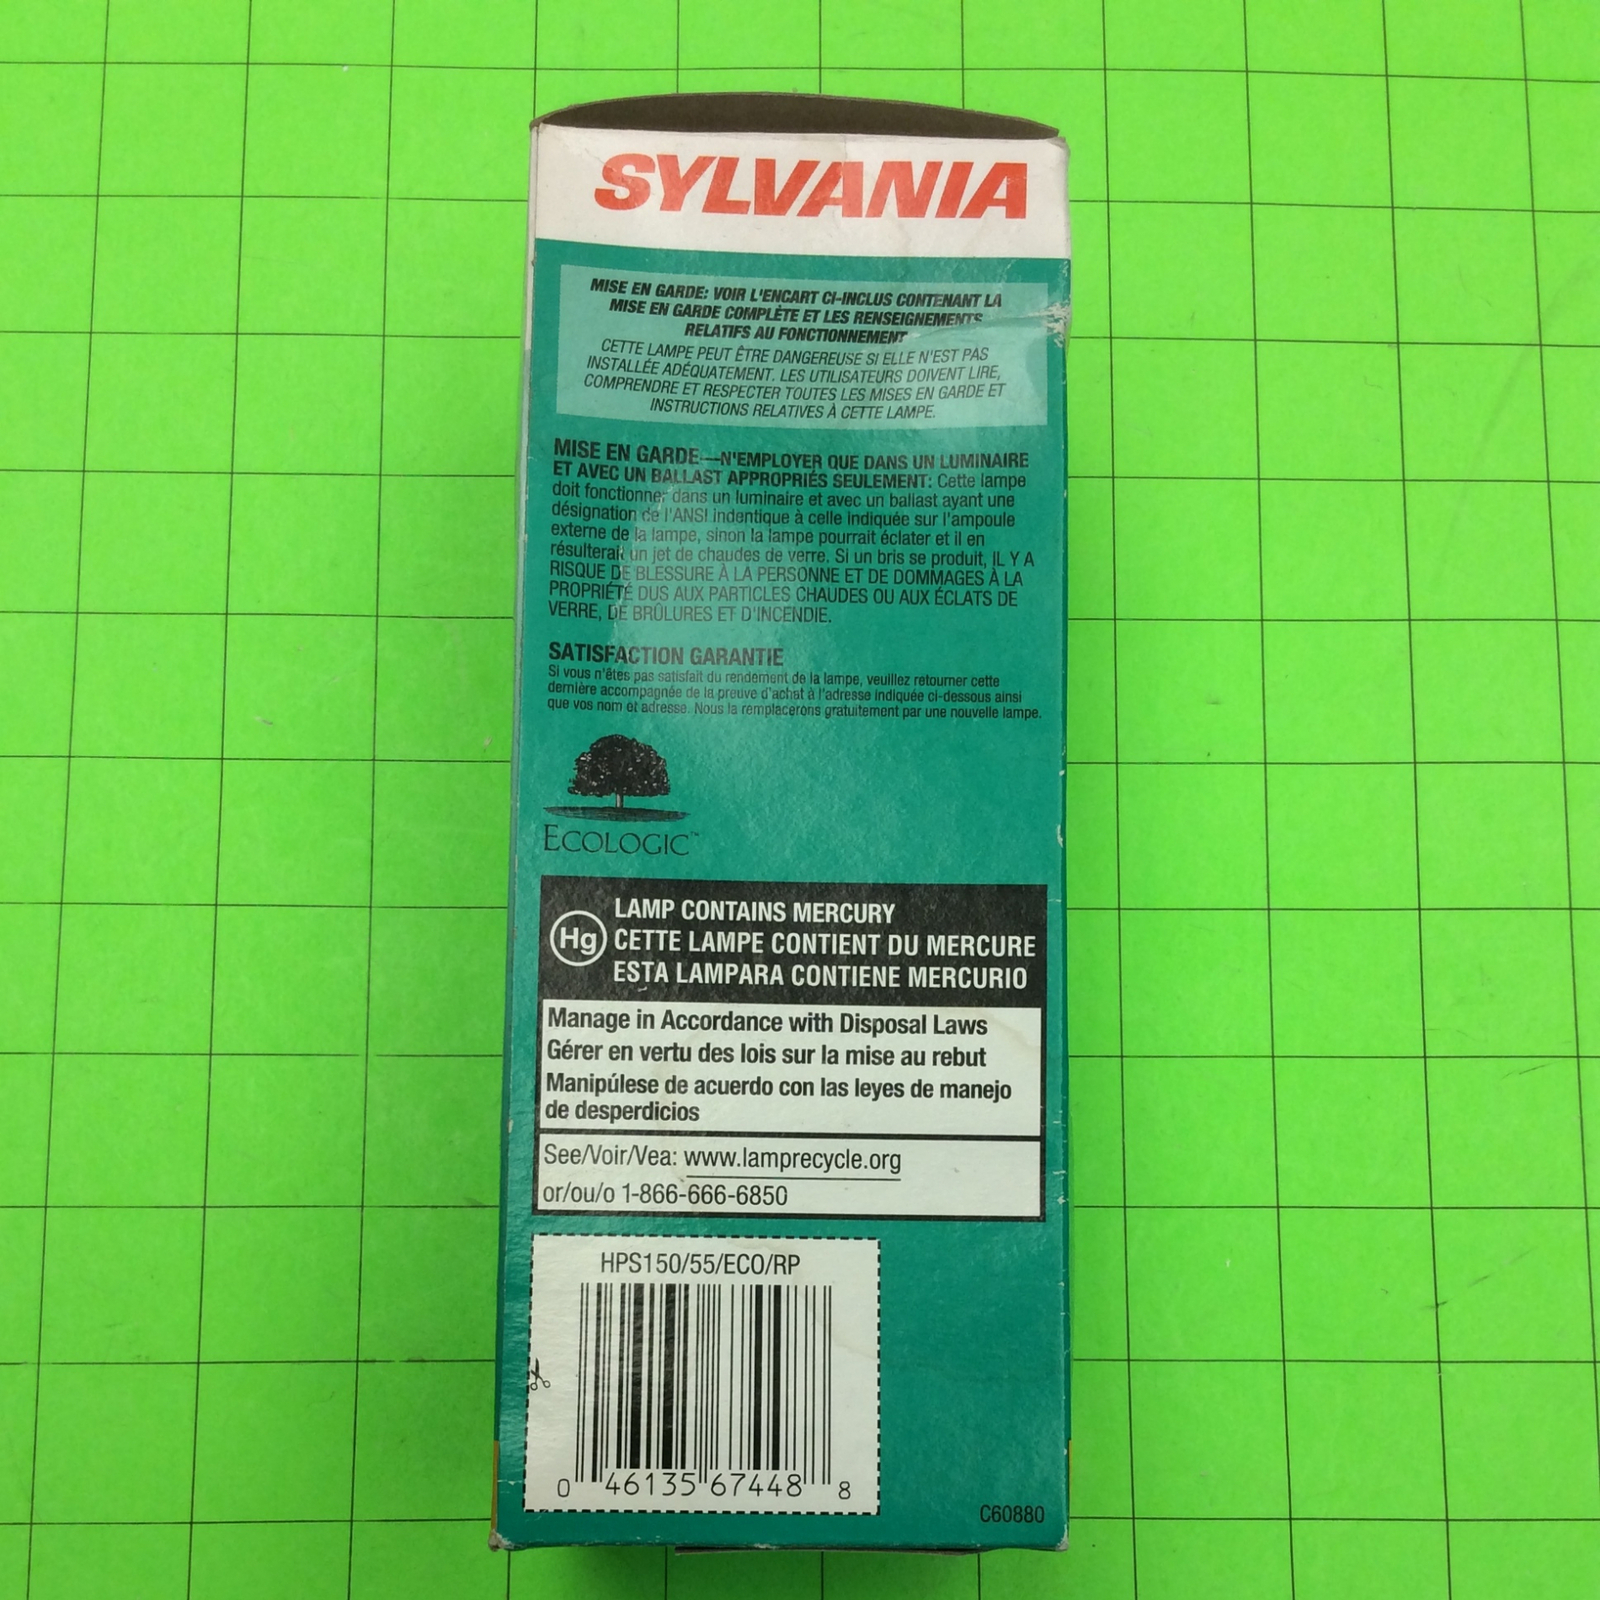 SYLVANIA
MISE EN GARDE: VOIR L'ENCART CI-INCLUS CONTENANT LA
MISE EN GARDE COMPLÈTE ET LES RENSEIGNEMENTS
RELATIFS AU FONCTIONNEMENT
CETTE LAMPE PEUT ÊTRE DANGEREUSE SI ELLE N'EST PAS
INSTALLÉE ADÉQUATEMENT. LES UTILISATEURS DOIVENT LIRE,
COMPRENDRE ET RESPECTER TOUTES LES MISES EN GARDE ET
INSTRUCTIONS RELATIVES À CETTE LAMPE.
MISE EN GARDE—N'EMPLOYER QUE DANS UN LUMINAIRE
ET AVEC UN BALLAST APPROPRIÉS SEULEMENT: Cette lampe
doit fonctionner dans un luminaire et avec un ballast ayant une
désignation de l'ANSI indentique à celle indiquée sur l'ampoule
externe de la lampe, sinon la lampe pourrait éclater et il en
résulterait un jet de chaudes de verre. Si un bris se produit, IL Y A
RISQUE DE BLESSURE À LA PERSONNE ET DE DOMMAGES À LA
PROPRIÉTÉ DUS AUX PARTICLES CHAUDES OU AUX ÉCLATS DE
VERRE, DE BRÛLURES ET D'INCENDIE.
SATISFACTION GARANTIE
Si vous n'êtes pas satisfait du rendement de la lampe, veuillez retourner cette
dernière accompagnée de la preuve d'achat à l'adresse indiquée ci-dessous ainsi
que vos nom et adresse. Nous la remplacerons gratuitement par une nouvelle lampe.
ECOLOGIC™
Hg
LAMP CONTAINS MERCURY
CETTE LAMPE CONTIENT DU MERCURE
ESTA LAMPARA CONTIENE MERCURIO
Manage in Accordance with Disposal Laws
Gérer en vertu des lois sur la mise au rebut
Manipúlese de acuerdo con las leyes de manejo
de desperdicios
See/Voir/Vea: www.lamprecycle.org
or/ou/o 1-866-666-6850
HPS150/55/ECO/RP
0 46135 67448 8
C60880